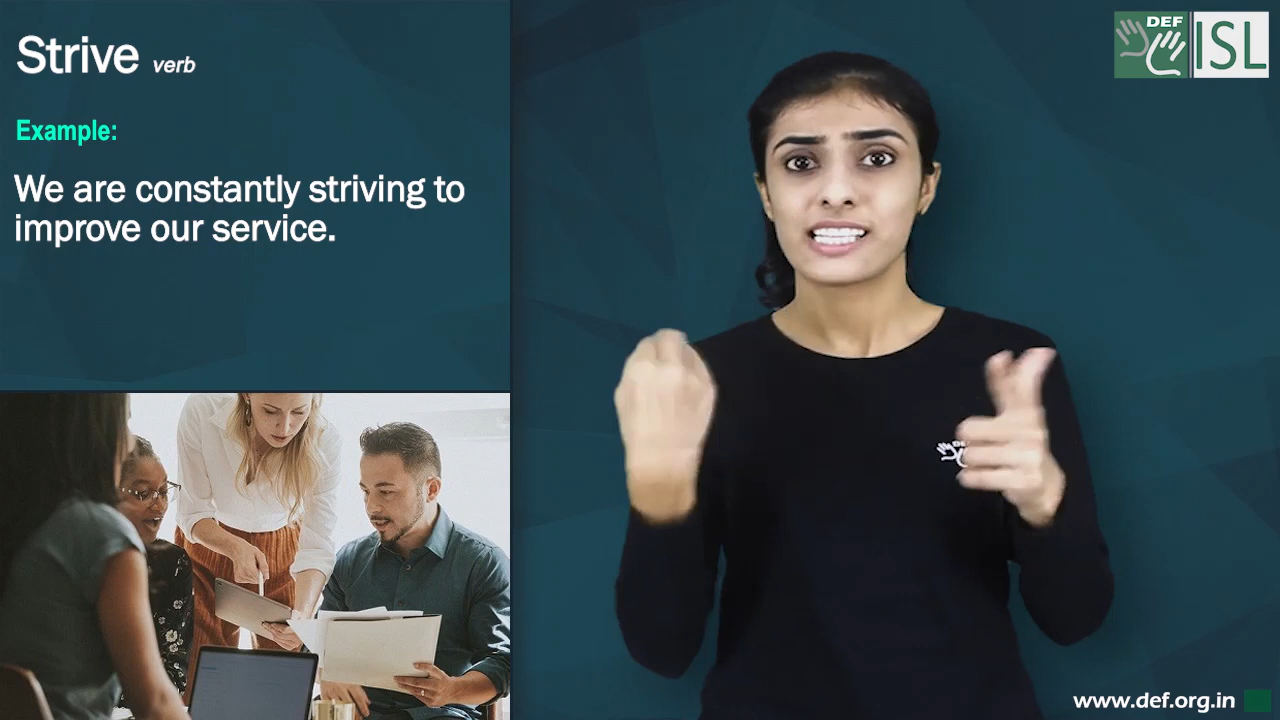 Strive verb
Example:
We are constantly striving to
improve our service.
DEF
ISL
www.def.org.in